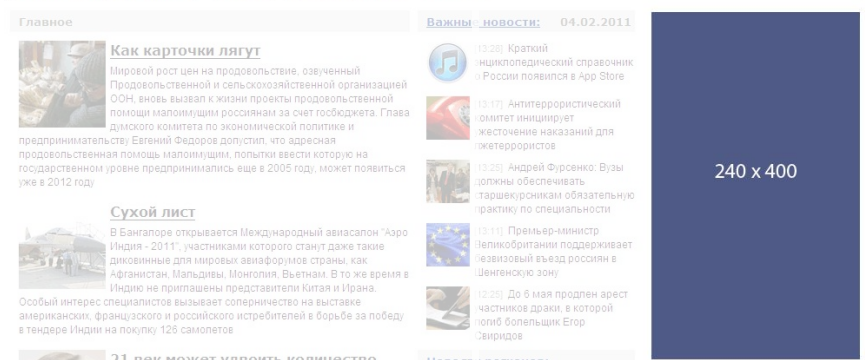 Главное
Как карточки лягут
Мировой рост цен на продовольствие, озвученный
Продовольственной и сельскохозяйственной организацией
ООН, вновь вызвал к жизни проекты продовольственной
помощи малоимущим россиянам за счет госбюджета. Глава
думского комитета по экономической политике и
предпринимательству Евгений Федоров допустил, что адресная
продовольственная помощь малоимущим, попытки ввести которую на
государственном уровне предпринимались еще в 2005 году, может появиться
уже в 2012 году
Сухой лист
В Бангалоре открывается Международный авиасалон "Аэро
Индия - 2011", участниками которого станут даже такие
диковинные для мировых авиафорумов страны, как
Афганистан, Мальдивы, Монголия, Вьетнам. В то же время в
Индию не приглашены представители Китая и Ирана.
Особый интерес специалистов вызывает соперничество на выставке
американских, французского и российского истребителей в борьбе за победу
в тендере Индии на покупку 126 самолетов
21 век может удвоить количество
Важные новости: 04.02.2011
[13:26] Краткий
энциклопедический справочник
о России появился в App Store
[13:17] Антитеррористический
комитет инициирует
ужесточение наказаний для
лжетеррористов
[13:25] Андрей Фурсенко: Вузы
должны обеспечивать
старшекурсникам обязательную
практику по специальности
[13:11] Премьер-министр
Великобритании поддерживает
безвизовый въезд россиян в
Шенгенскую зону
[12:25] До 6 мая продлен арест
участников драки, в которой
погиб болельщик Егор
Свиридов
240 x 400